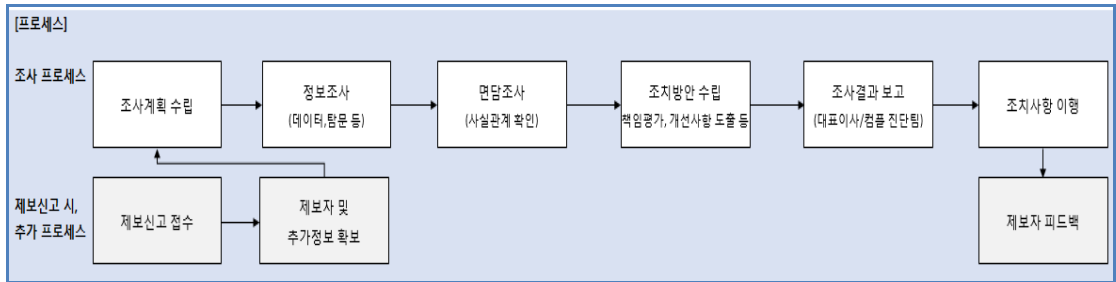 [프로세스]
조사 프로세스
조사계획 수립
정보조사
(데이터,탐문 등)
면담조사
(사실관계 확인)
조치방안 수립
책임평가, 개선사항 도출 등
조사결과 보고
(대표이사/컴플 진단팀)
조치사항 이행
제보신고 시,
추가 프로세스
제보신고 접수
제보자 및
추가정보 확보
제보자 피드백